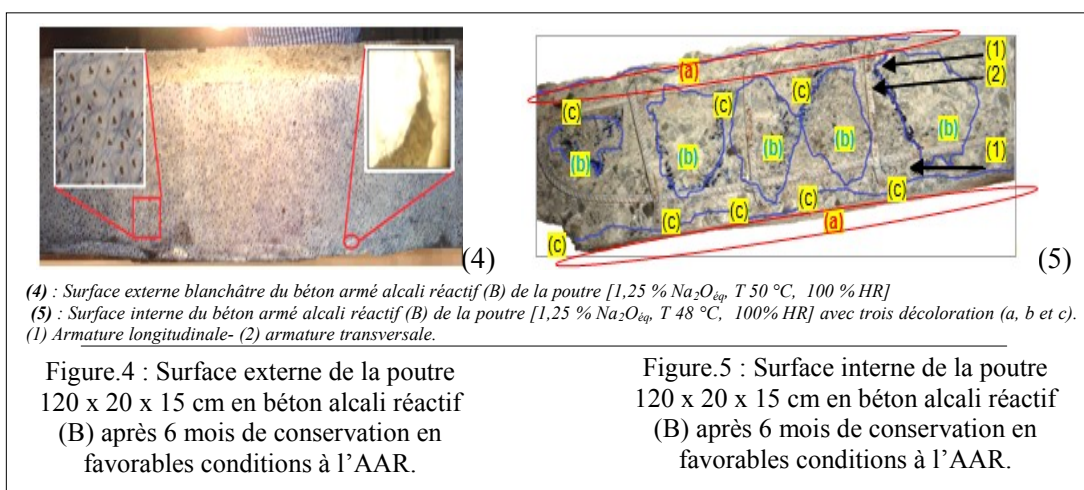 (a)
(1)
(2)
(c)
(c)
(c)
(b)
(b)
(b)
(b)
(b)
(1)
(c)
(c)
(c)
(c)
(c)
(a)
(4)
(5)
(4) : Surface externe blanchâtre du béton armé alcali réactif (B) de la poutre [1,25 % Na₂Oéq, T 50 °C, 100 % HR]
(5) : Surface interne du béton armé alcali réactif (B) de la poutre [1,25 % Na₂Oéq, T 48 °C, 100% HR] avec trois décoloration (a, b et c).
(1) Armature longitudinale- (2) armature transversale.
Figure.4 : Surface externe de la poutre
120 x 20 x 15 cm en béton alcali réactif
(B) après 6 mois de conservation en
favorables conditions à l’AAR.
Figure.5 : Surface interne de la poutre
120 x 20 x 15 cm en béton alcali réactif
(B) après 6 mois de conservation en
favorables conditions à l’AAR.